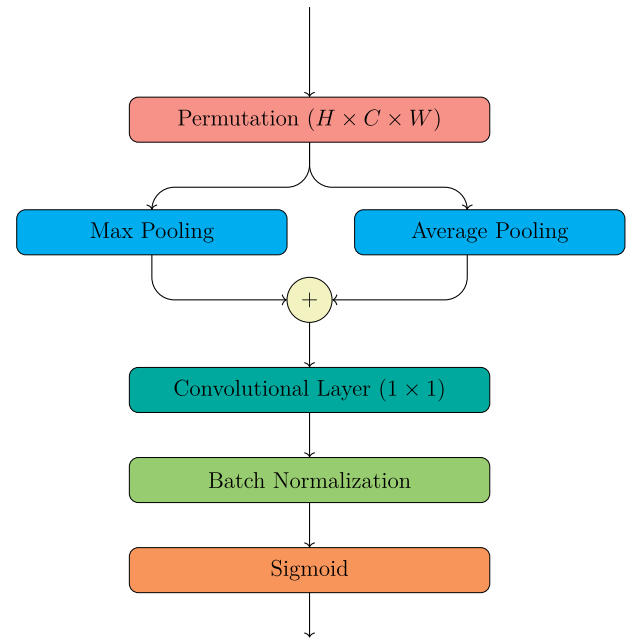 Permutation (H × C × W)
Max Pooling
Average Pooling
+
Convolutional Layer (1 × 1)
Batch Normalization
Sigmoid